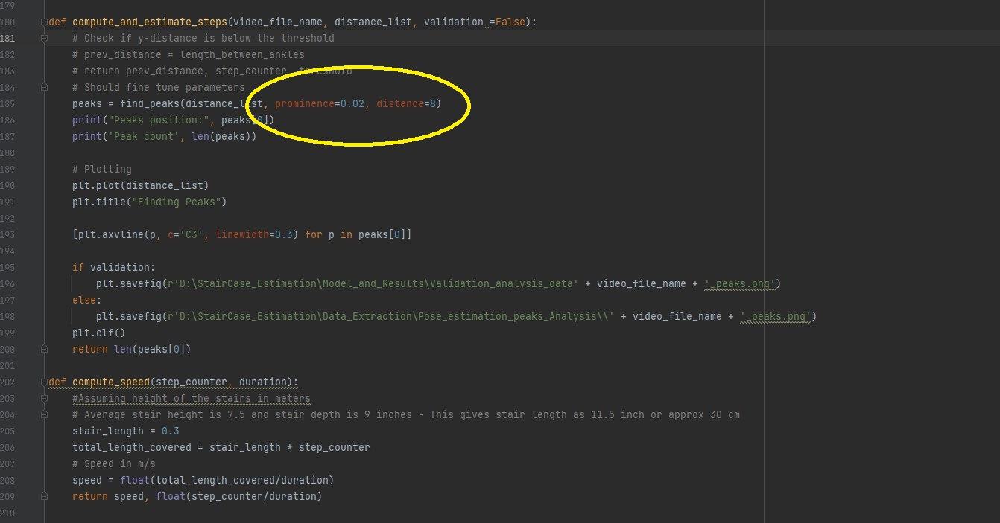 179
180 def compute_and_estimate_steps(video_file_name, distance_list, validation =False):
181 # Check if y-distance is below the threshold
182 # prev_distance = length_between_ankles
183 # return prev_distance, step_counter, threshold
184 # Should fine tune parameters
185 peaks = find_peaks(distance_list, prominence=0.02, distance=8)
186 print("Peaks position:", peaks[0])
187 print('Peak count', len(peaks))
188
189 # Plotting
190 plt.plot(distance_list)
191 plt.title("Finding Peaks")
192
193 [plt.axvline(p, c='C3', linewidth=0.3) for p in peaks[0]]
194
195 if validation:
196 plt.savefig(r'D:\StairCase_Estimation\Model_and_Results\Validation_analysis_data' + video_file_name + '_peaks.png')
197 else:
198 plt.savefig(r'D:\StairCase_Estimation\Data_Extraction\Pose_estimation_peaks_Analysis\\' + video_file_name + '_peaks.png')
199 plt.clf()
200 return len(peaks[0])
201
202 def compute_speed(step_counter, duration):
203 #Assuming height of the stairs in meters
204 # Average stair height is 7.5 and stair depth is 9 inches - This gives stair length as 11.5 inch or approx 30 cm
205 stair_length = 0.3
206 total_length_covered = stair_length * step_counter
207 # Speed in m/s
208 speed = float(total_length_covered/duration)
209 return speed, float(step_counter/duration)
210